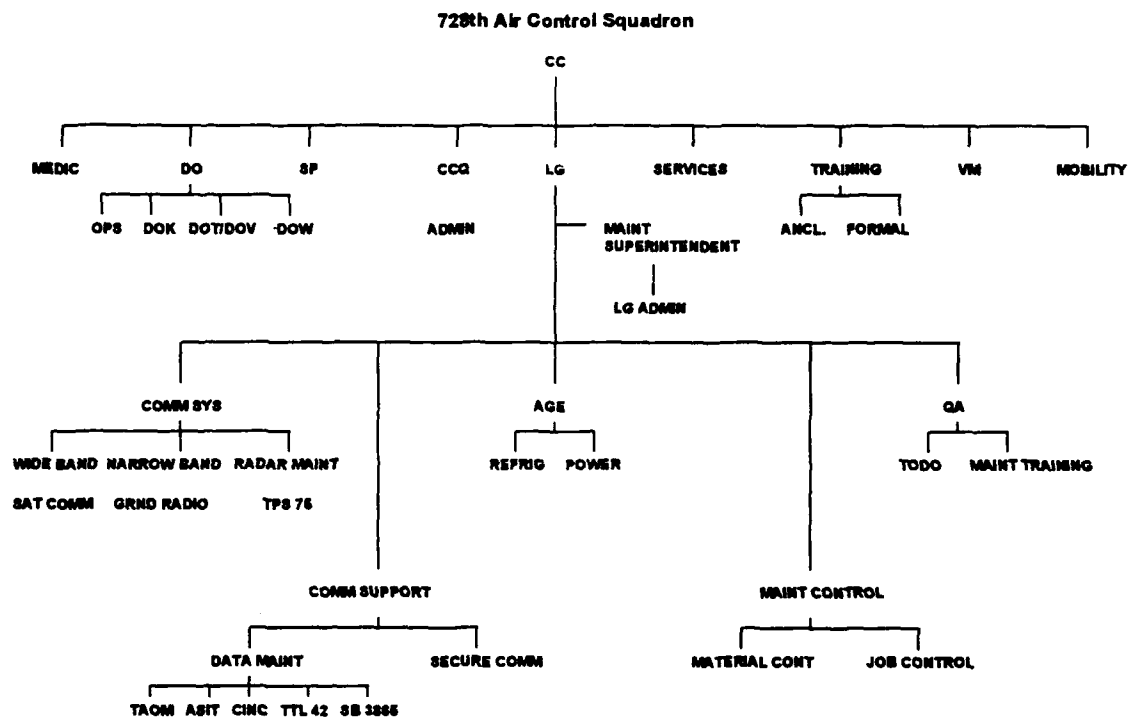 728th Air Control Squadron
CC
MEDIC DO SP CCQ LG SERVICES TRAINING VM MOBILITY
OPS DOK DOT/DOV DOW ADMIN MAINT ANCL. FORMAL
SUPERINTENDENT
LG ADMIN
COMM SYS AGE QA
WIDE BAND NARROW BAND RADAR MAINT REFRIG POWER TODO MAINT TRAINING
SAT COMM GRND RADIO TPS 75
COMM SUPPORT MAINT CONTROL
DATA MAINT SECURE COMM MATERIAL CONT JOB CONTROL
TAOM ASIT CINC TTL 42 SB 3865